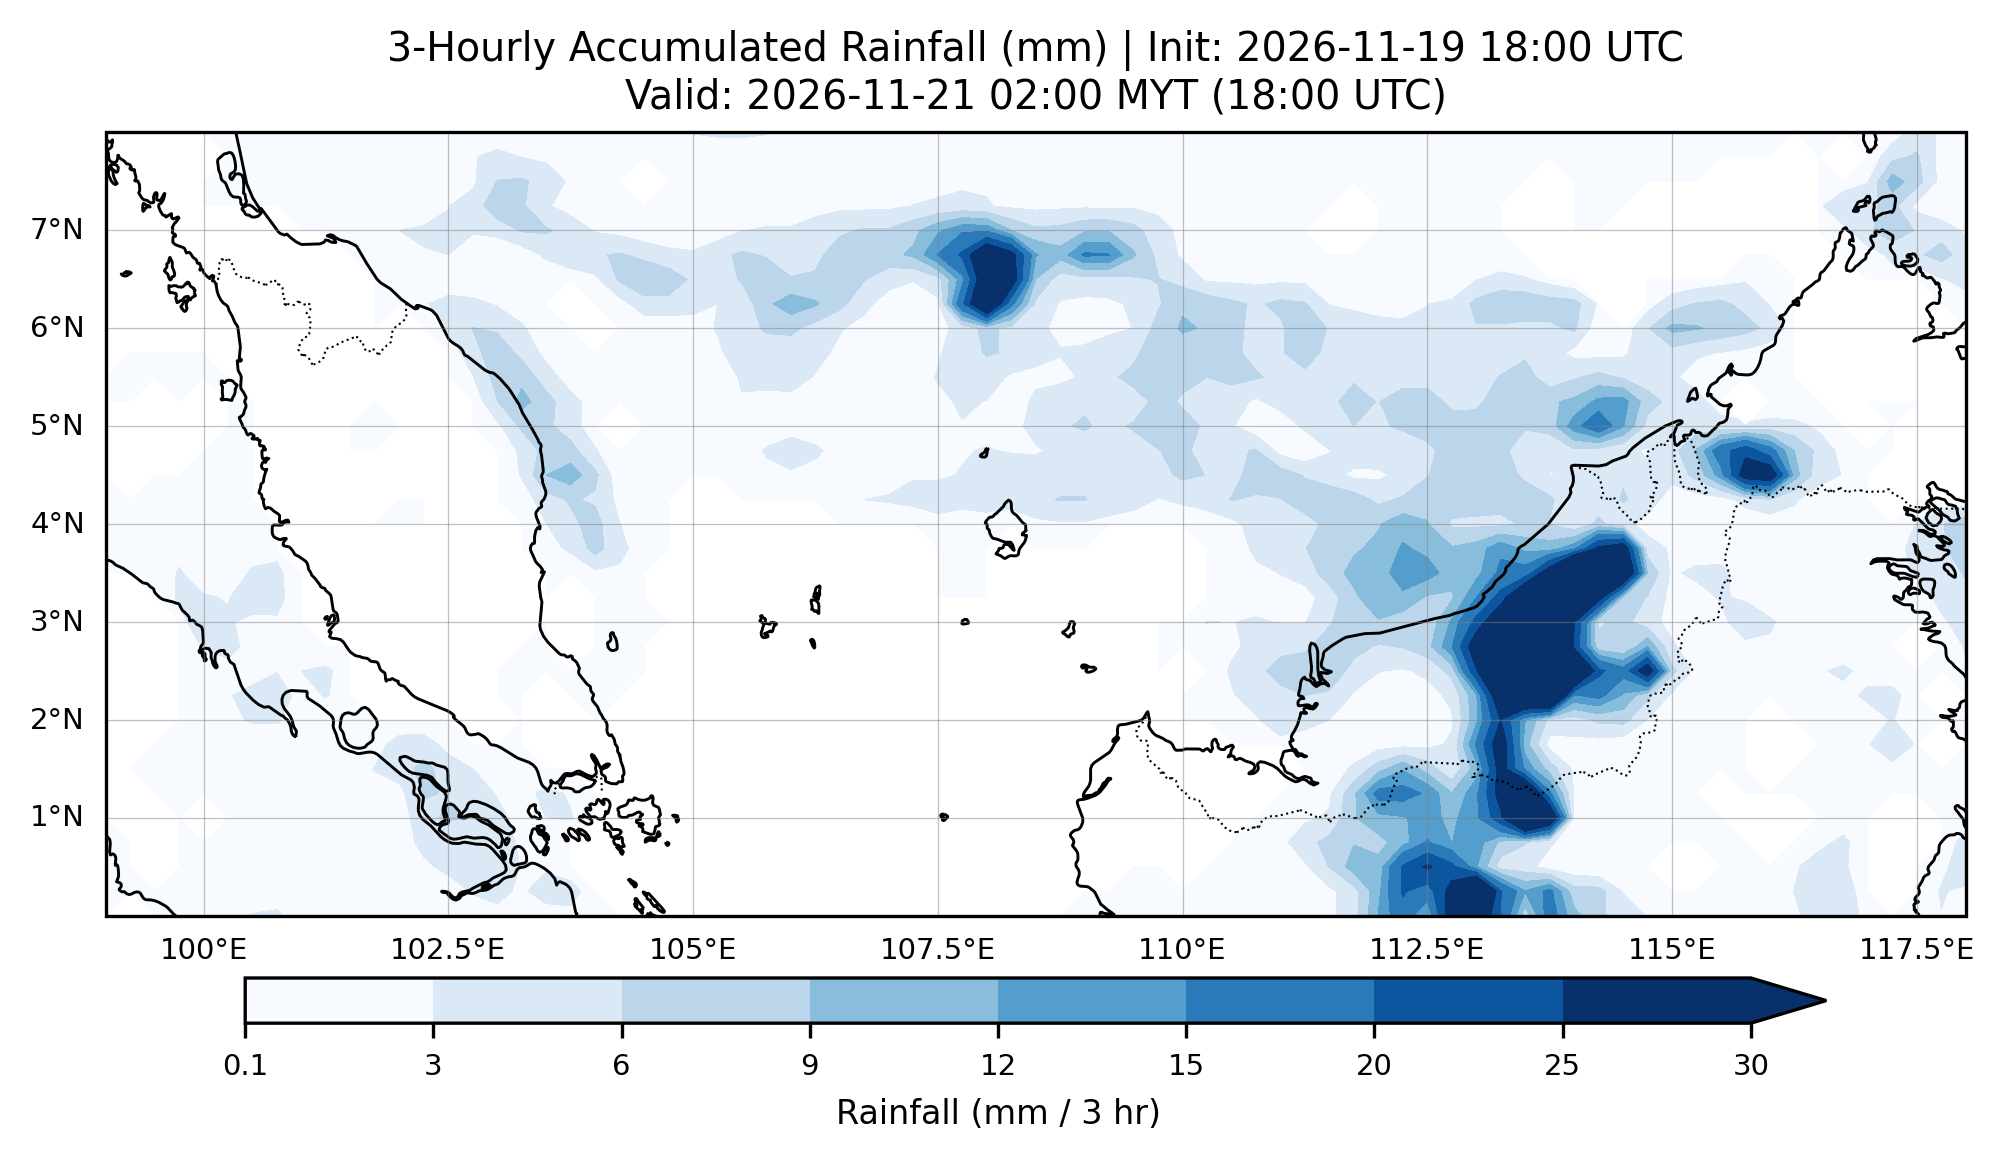 3-Hourly Accumulated Rainfall (mm) | Init: 2026-11-19 18:00 UTC
Valid: 2026-11-21 02:00 MYT (18:00 UTC)
7°N
6°N
5°N
4°N
3°N
2°N
1°N
100°E 102.5°E 105°E 107.5°E 110°E 112.5°E 115°E 117.5°E
0.1 3 6 9 12 15 20 25 30
Rainfall (mm / 3 hr)